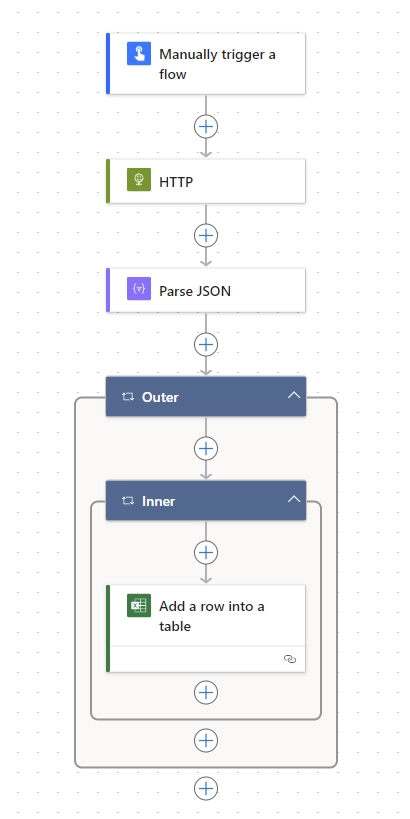 Manually trigger a
flow
HTTP
Parse JSON
Outer
Inner
Add a row into a
table